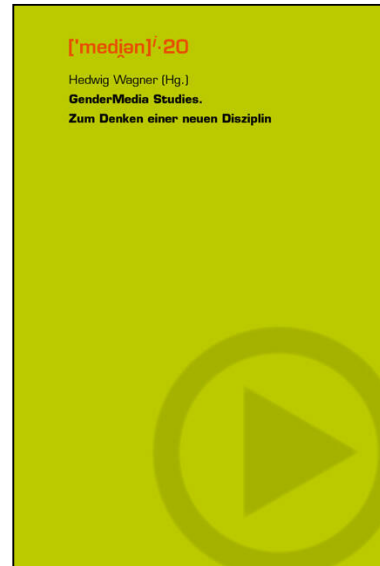 ['medi̯ən]ⁱ·20
Hedwig Wagner (Hg.)
GenderMedia Studies.
Zum Denken einer neuen Disziplin